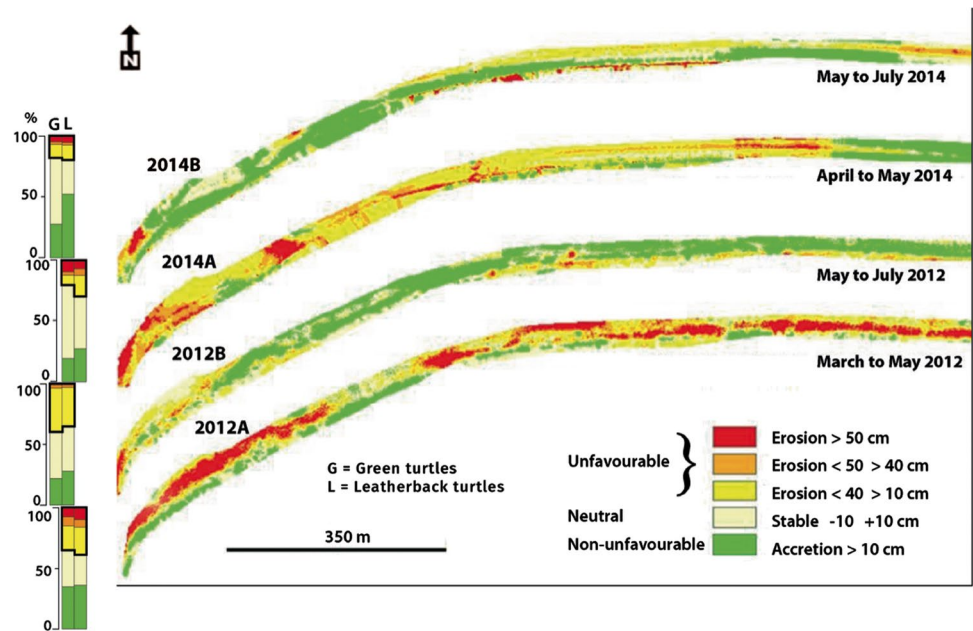 N
May to July 2014
% G L
100
50
0
2014B
April to May 2014
2014A
100
50
0
May to July 2012
2012B
100
50
0
March to May 2012
2012A
100
50
0
G = Green turtles
L = Leatherback turtles
350 m
Unfavourable
Neutral
Non-unfavourable
Erosion > 50 cm
Erosion < 50 > 40 cm
Erosion < 40 > 10 cm
Stable -10 +10 cm
Accretion > 10 cm